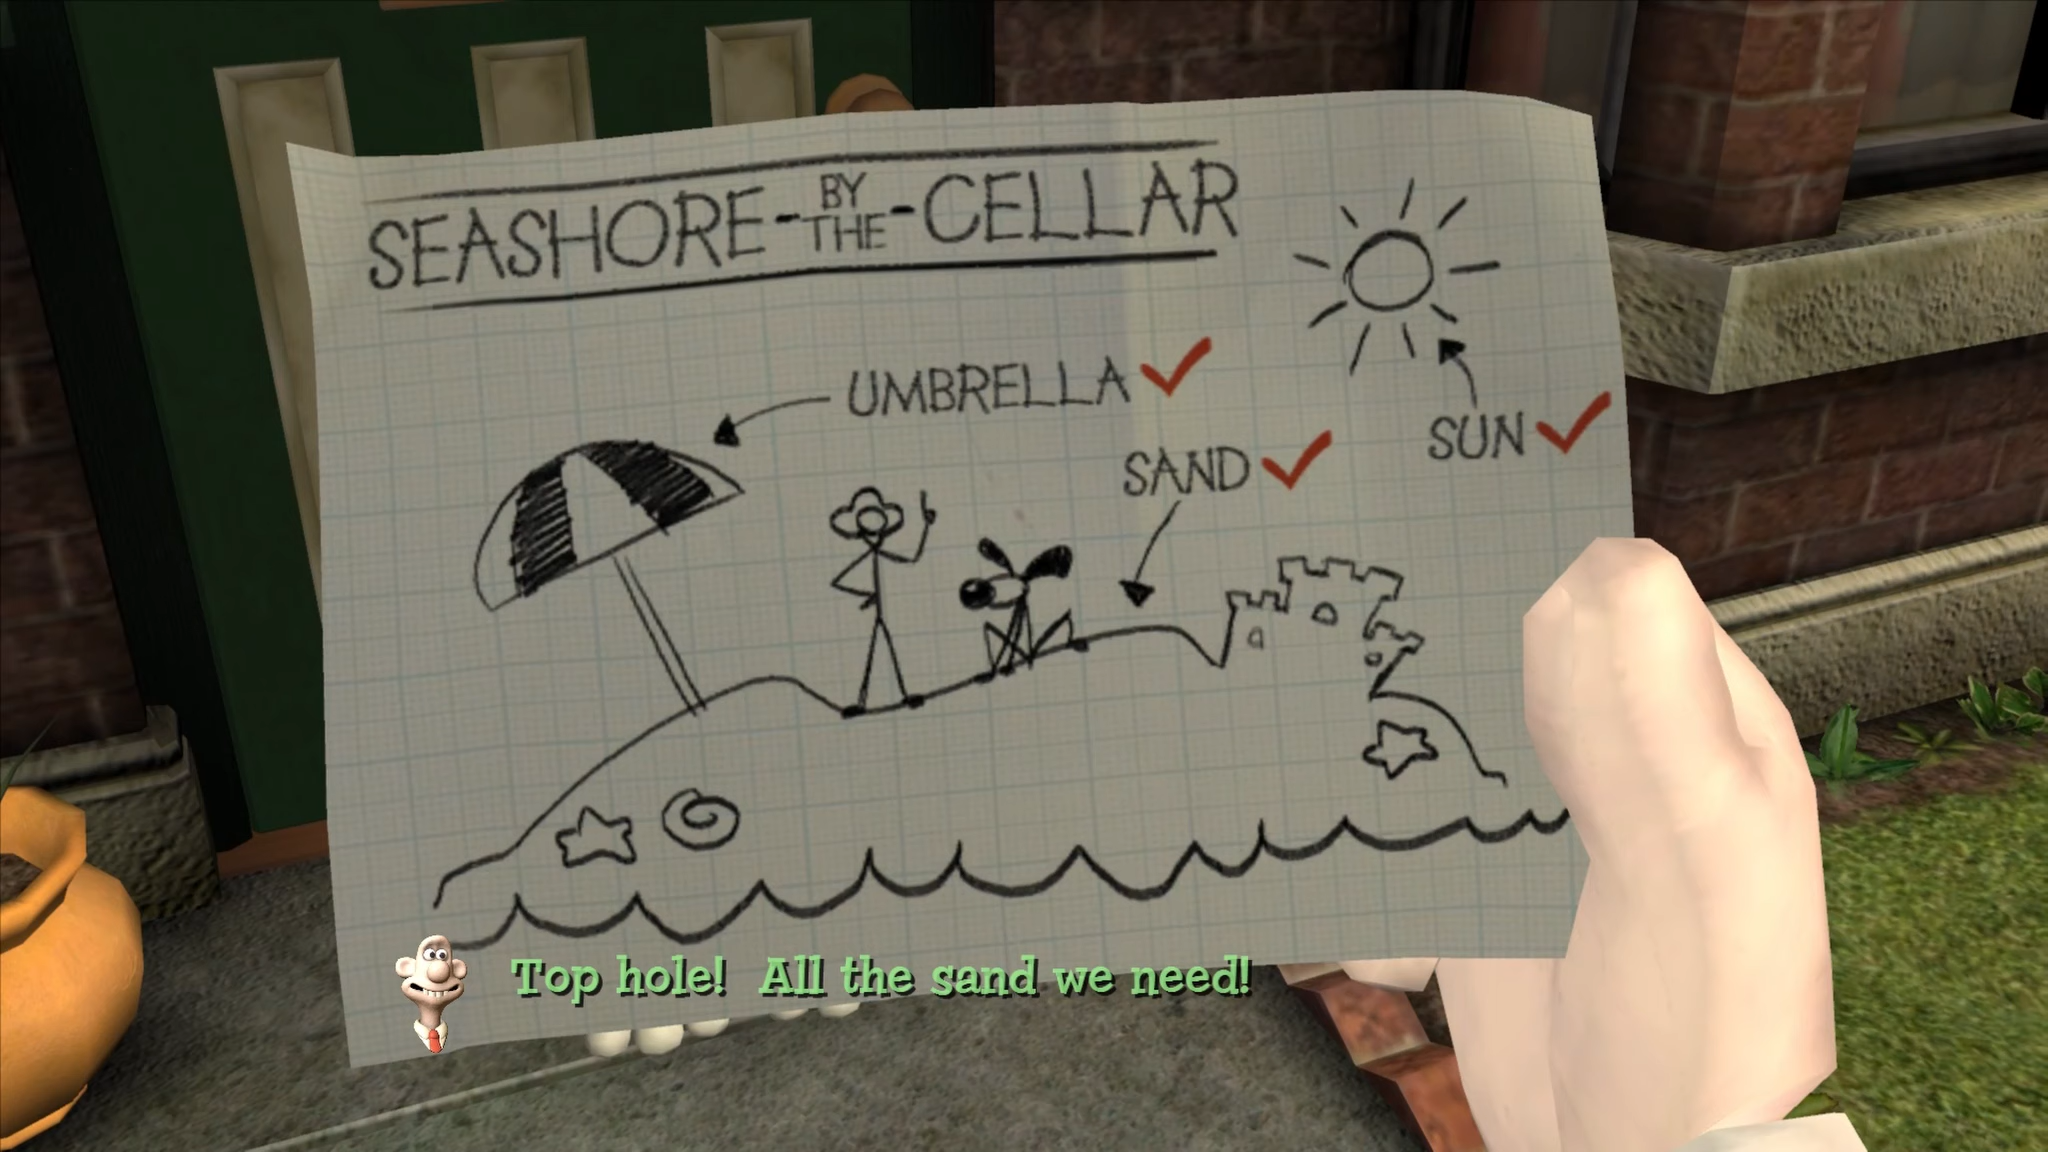 SEASHORE-BY THE-CELLAR
UMBRELLA
SAND
SUN
Top hole! All the sand we need!